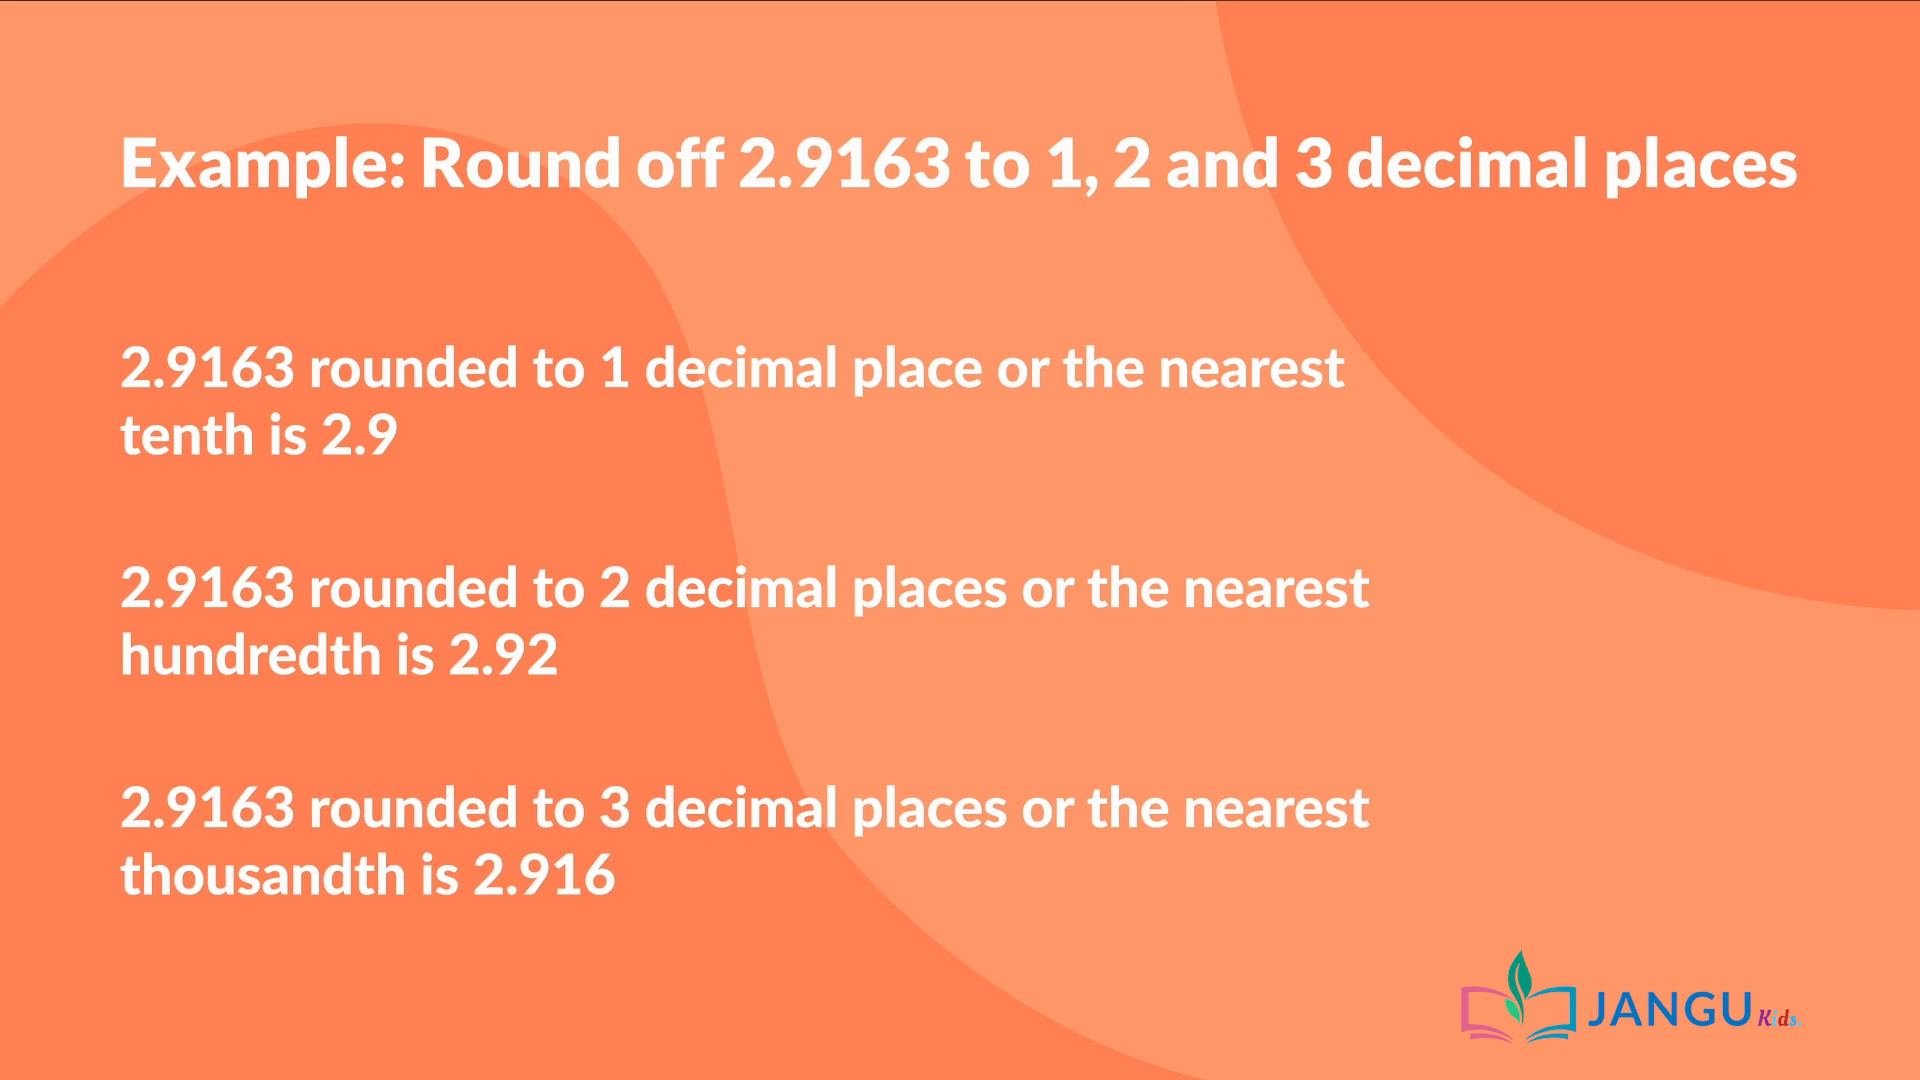 Example: Round off 2.9163 to 1, 2 and 3 decimal places
2.9163 rounded to 1 decimal place or the nearest
tenth is 2.9
2.9163 rounded to 2 decimal places or the nearest
hundredth is 2.92
2.9163 rounded to 3 decimal places or the nearest
thousandth is 2.916
JANGU Kids